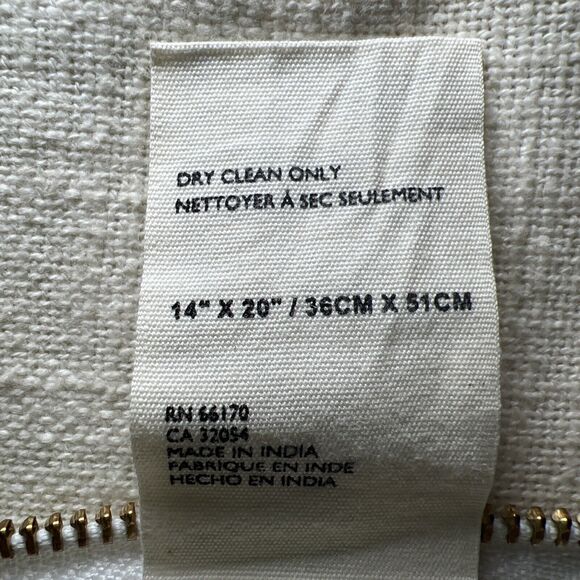 DRY CLEAN ONLY
NETTOYER À SEC SEULEMENT
14" X 20" / 36CM X 51CM
RN 66170
CA 32054
MADE IN INDIA
FABRIQUE EN INDE
HECHO EN INDIA